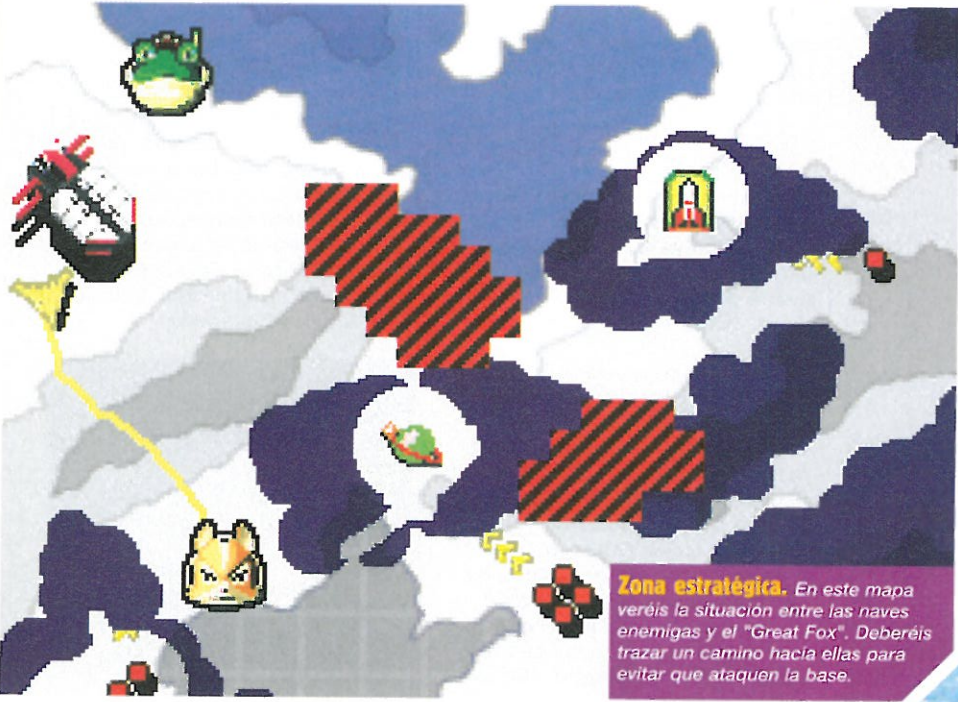 Zona estratégica. En este mapa
veréis la situación entre las naves
enemigas y el "Great Fox". Deberéis
trazar un camino hacia ellas para
evitar que ataquen la base.